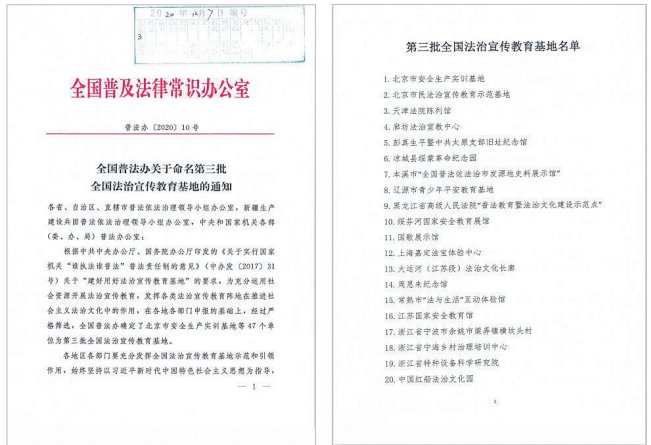 2020年12月7日编号
3
全国普及法律常识办公室
普法办〔2020〕10号
全国普法办关于命名第三批
全国法治宣传教育基地的通知
各省、自治区、直辖市普法依法治理领导小组办公室，新疆生产
建设兵团普法依法治理领导小组办公室，中央和国家机关各部
（委、办、局）普法办公室：
根据中共中央办公厅、国务院办公厅印发的《关于实行国家
机关“谁执法谁普法”普法责任制的意见》（中办发〔2017〕31
号）关于“建好用好法治宣传教育基地”的要求，为充分运用社
会资源开展法治宣传教育，发挥各类法治宣传教育阵地在推进社
会主义法治文化中的作用，在各地各部门申报的基础上，经过严
格筛选，全国普法办确定了北京市安全生产实训基地等47个单
位为第三批全国法治宣传教育基地。
各地区各部门要充分发挥全国法治宣传教育基地示范和引领
作用，始终坚持以习近平新时代中国特色社会主义思想为指导，
— 1 —
第三批全国法治宣传教育基地名单
1.北京市安全生产实训基地
2.北京市民法治宣传教育示范基地
3.天津法院陈列馆
4.廊坊法治宣教中心
5.彭真生平暨中共太原支部旧址纪念馆
6.凉城县绥蒙革命纪念园
7.本溪市“全国普法依法治市发源地史料展示馆”
8.辽源市青少年平安教育基地
9.黑龙江省高级人民法院“普法教育暨法治文化建设示范点”
10.绥芬河国家安全教育展馆
11.国歌展示馆
12.上海嘉定法宝体验中心
13.大运河（江苏段）法治文化长廊
14.周恩来纪念馆
15.常熟市“法与生活”互动体验馆
16.江苏国家安全教育馆
17.浙江省宁波市余姚市梁弄镇横坎头村
18.浙江省宁海乡村治理培训中心
19.浙江省特种设备科学研究院
20.中国红船法治文化园
1